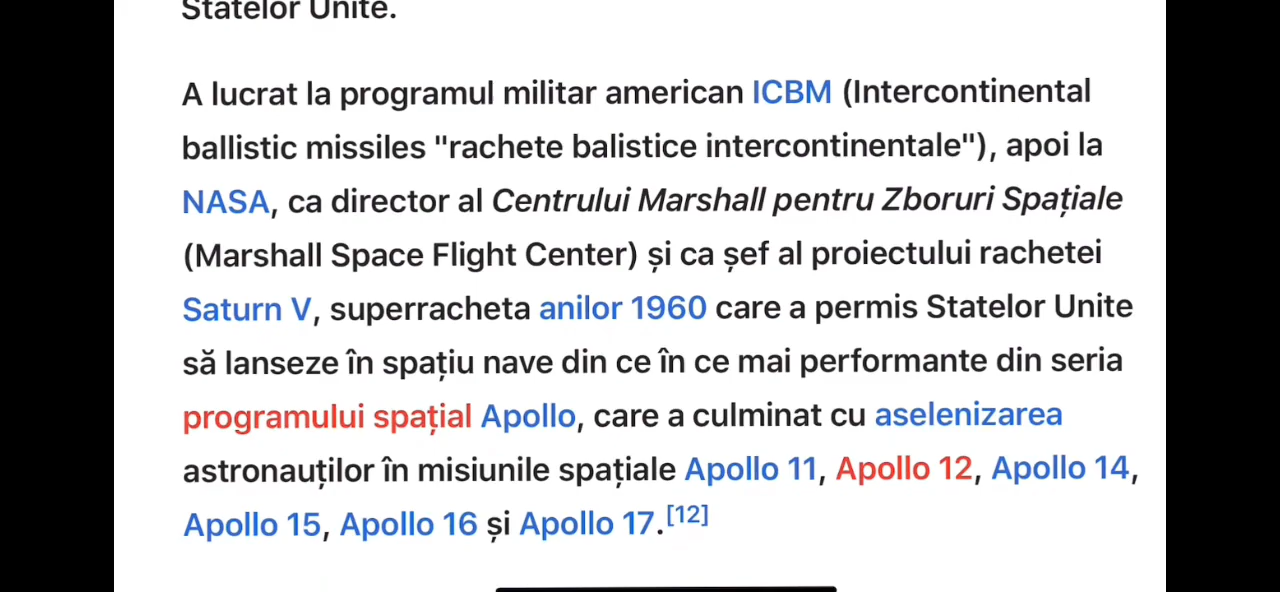 Statelor Unite.
A lucrat la programul militar american ICBM (Intercontinental
ballistic missiles "rachete balistice intercontinentale"), apoi la
NASA, ca director al Centrului Marshall pentru Zboruri Spațiale
(Marshall Space Flight Center) și ca șef al proiectului rachetei
Saturn V, superracheta anilor 1960 care a permis Statelor Unite
să lanseze în spațiu nave din ce în ce mai performante din seria
programului spațial Apollo, care a culminat cu aselenizarea
astronauților în misiunile spațiale Apollo 11, Apollo 12, Apollo 14,
Apollo 15, Apollo 16 și Apollo 17.[12]